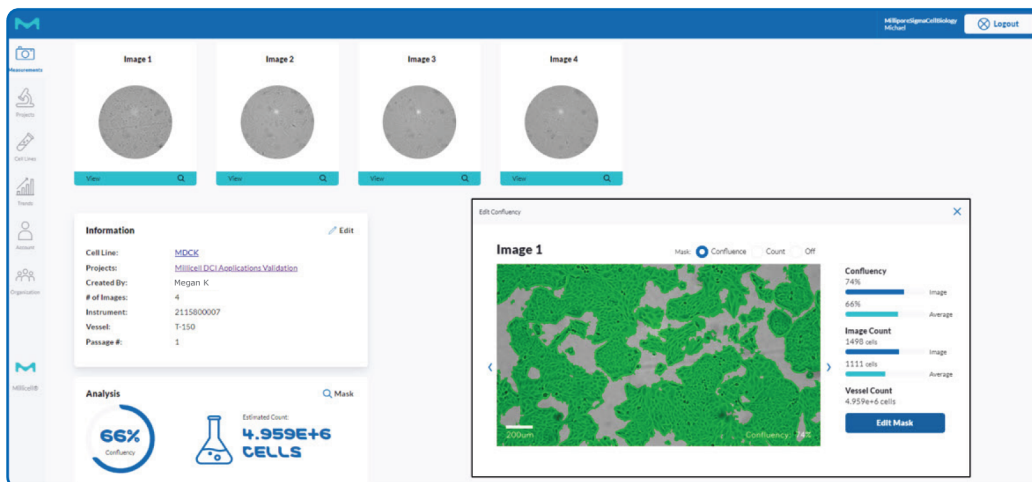 MilliporeSigmaCellBiology
Michael
Logout
Measurements
Projects
Cell Lines
Trends
Account
Organization
Millicell®
Image 1
Image 2
Image 3
Image 4
View
View
View
View
Information
Edit
Cell Line: MDCK
Projects: Millicell DCI Applications Validation
Created By: Megan K
# of Images: 4
Instrument: 2115800007
Vessel: T-150
Passage #: 1
Analysis
Mask
66%
Confluency
Estimated Count:
4.959E+6
CELLS
Edit Confluency
Image 1
Mask: Confluence Count Off
200um
Confluency: 74%
Confluency
74%
Image
66%
Average
Image Count
1498 cells
Image
1111 cells
Average
Vessel Count
4.959e+6 cells
Edit Mask